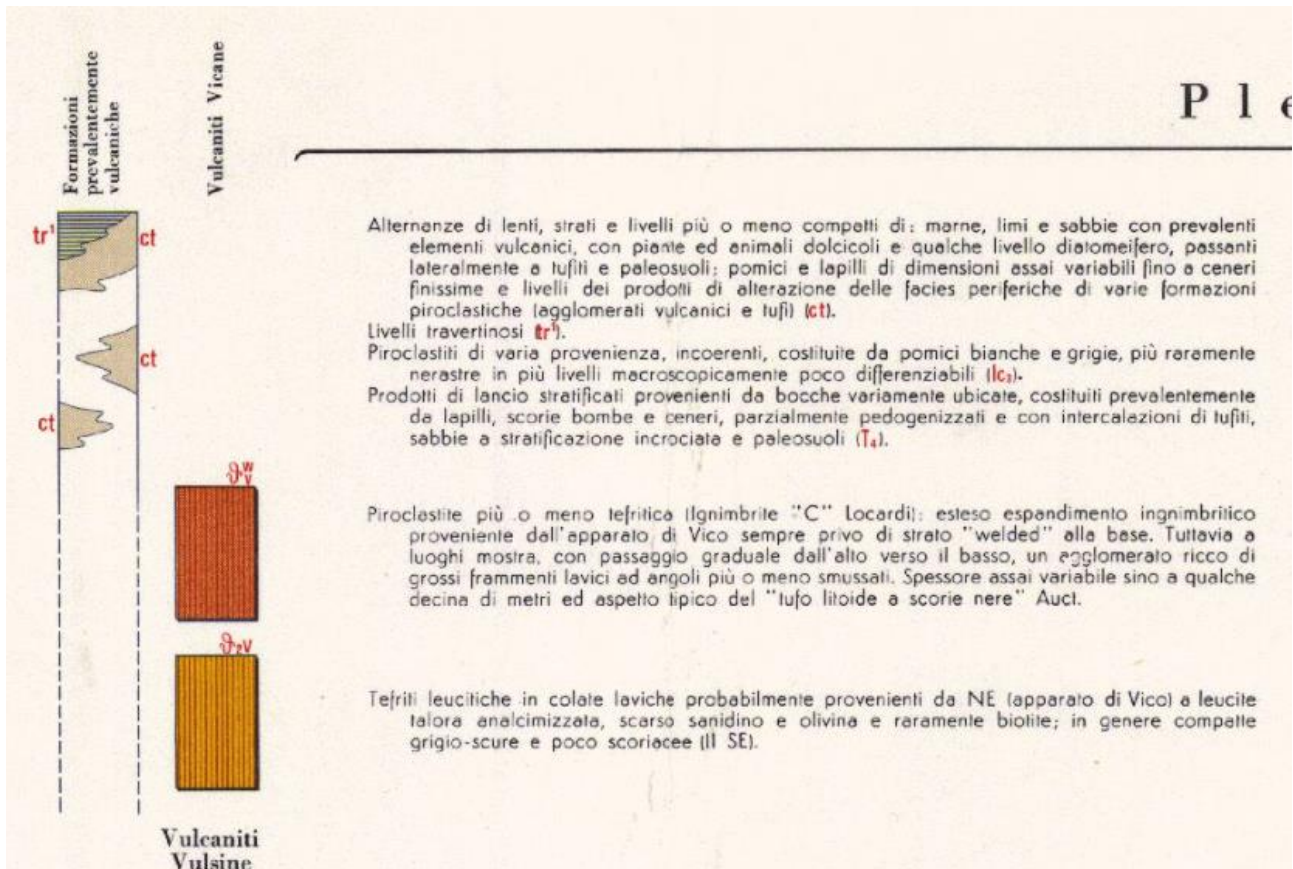 Formazioni
prevalentemente
vulcaniche
Vulcaniti Vicane
Ple
tr¹
ct
ct
ct
Alternanze di lenti, strati e livelli più o meno compatti di: marne, limi e sabbie con prevalenti
elementi vulcanici, con piante ed animali dolcicoli e qualche livello diatomeifero, passanti
lateralmente a tufiti e paleosuoli; pomici e lapilli di dimensioni assai variabili fino a ceneri
finissime e livelli dei prodotti di alterazione delle facies periferiche di varie formazioni
piroclastiche (agglomerati vulcanici e tufi) (ct).
Livelli travertinosi (tr¹).
Piroclastiti di varia provenienza, incoerenti, costituite da pomici bianche e grigie, più raramente
nerastre in più livelli macroscopicamente poco differenziabili (lc₃).
Prodotti di lancio stratificati provenienti da bocche variamente ubicate, costituiti prevalentemente
da lapilli, scorie bombe e ceneri, parzialmente pedogenizzati e con intercalazioni di tufiti,
sabbie a stratificazione incrociata e paleosuoli (T₄).
ϑᵂᵥ
Piroclastite più o meno tefritica (Ignimbrite "C" Locardi): esteso espandimento ingnimbritico
proveniente dall'apparato di Vico sempre privo di strato "welded" alla base. Tuttavia a
luoghi mostra, con passaggio graduale dall'alto verso il basso, un agglomerato ricco di
grossi frammenti lavici ad angoli più o meno smussati. Spessore assai variabile sino a qualche
decina di metri ed aspetto tipico del "tufo litoide a scorie nere" Auct.
ϑ₂v
Tefriti leucitiche in colate laviche probabilmente provenienti da NE (apparato di Vico) a leucite
talora analcimizzata, scarso sanidino e olivina e raramente biotite; in genere compatte
grigio-scure e poco scoriacee (II SE).
Vulcaniti
Vulsine